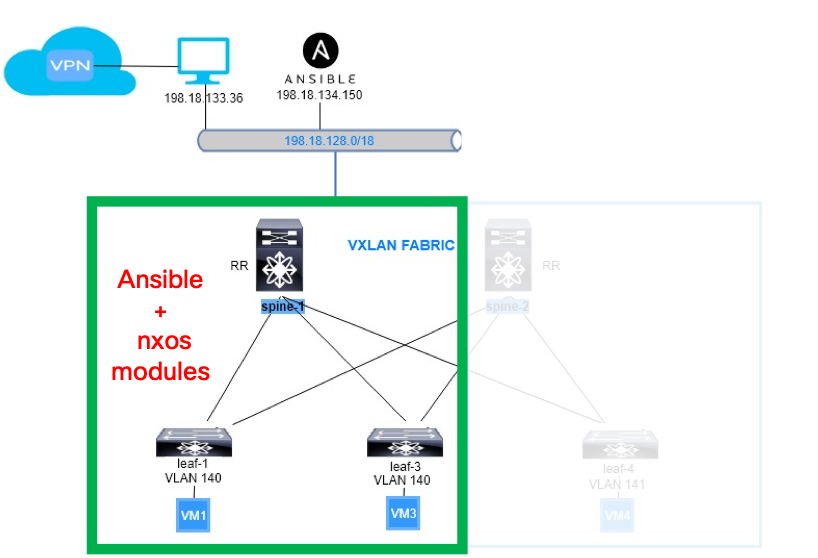 VPN
ANSIBLE
198.18.133.36
198.18.134.150
198.18.128.0/18
VXLAN FABRIC
RR
RR
Ansible
+
nxos
modules
spine-1
spine-2
leaf-1
VLAN 140
leaf-3
VLAN 140
leaf-4
VLAN 141
VM1
VM3
VM4